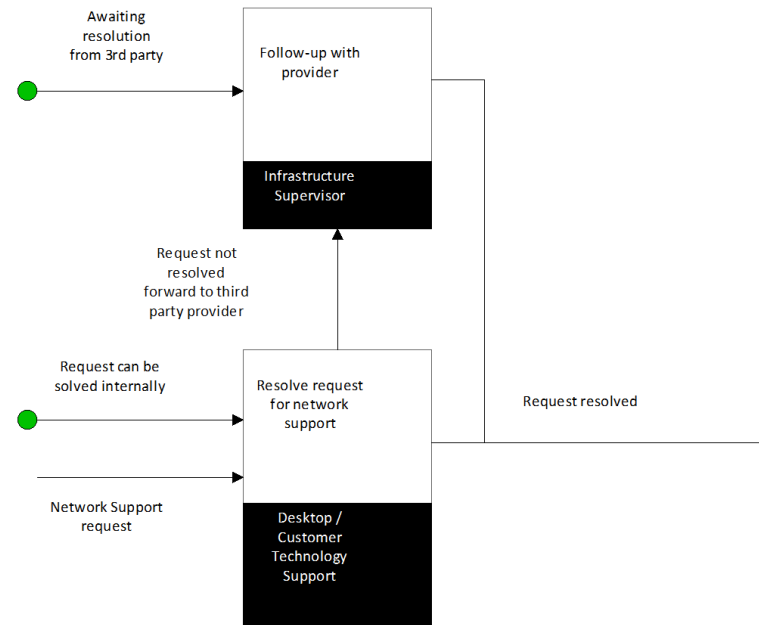 Awaiting
resolution
from 3rd party
Follow-up with
provider
Infrastructure
Supervisor
Request not
resolved
forward to third
party provider
Request can be
solved internally
Resolve request
for network
support
Request resolved
Network Support
request
Desktop /
Customer
Technology
Support